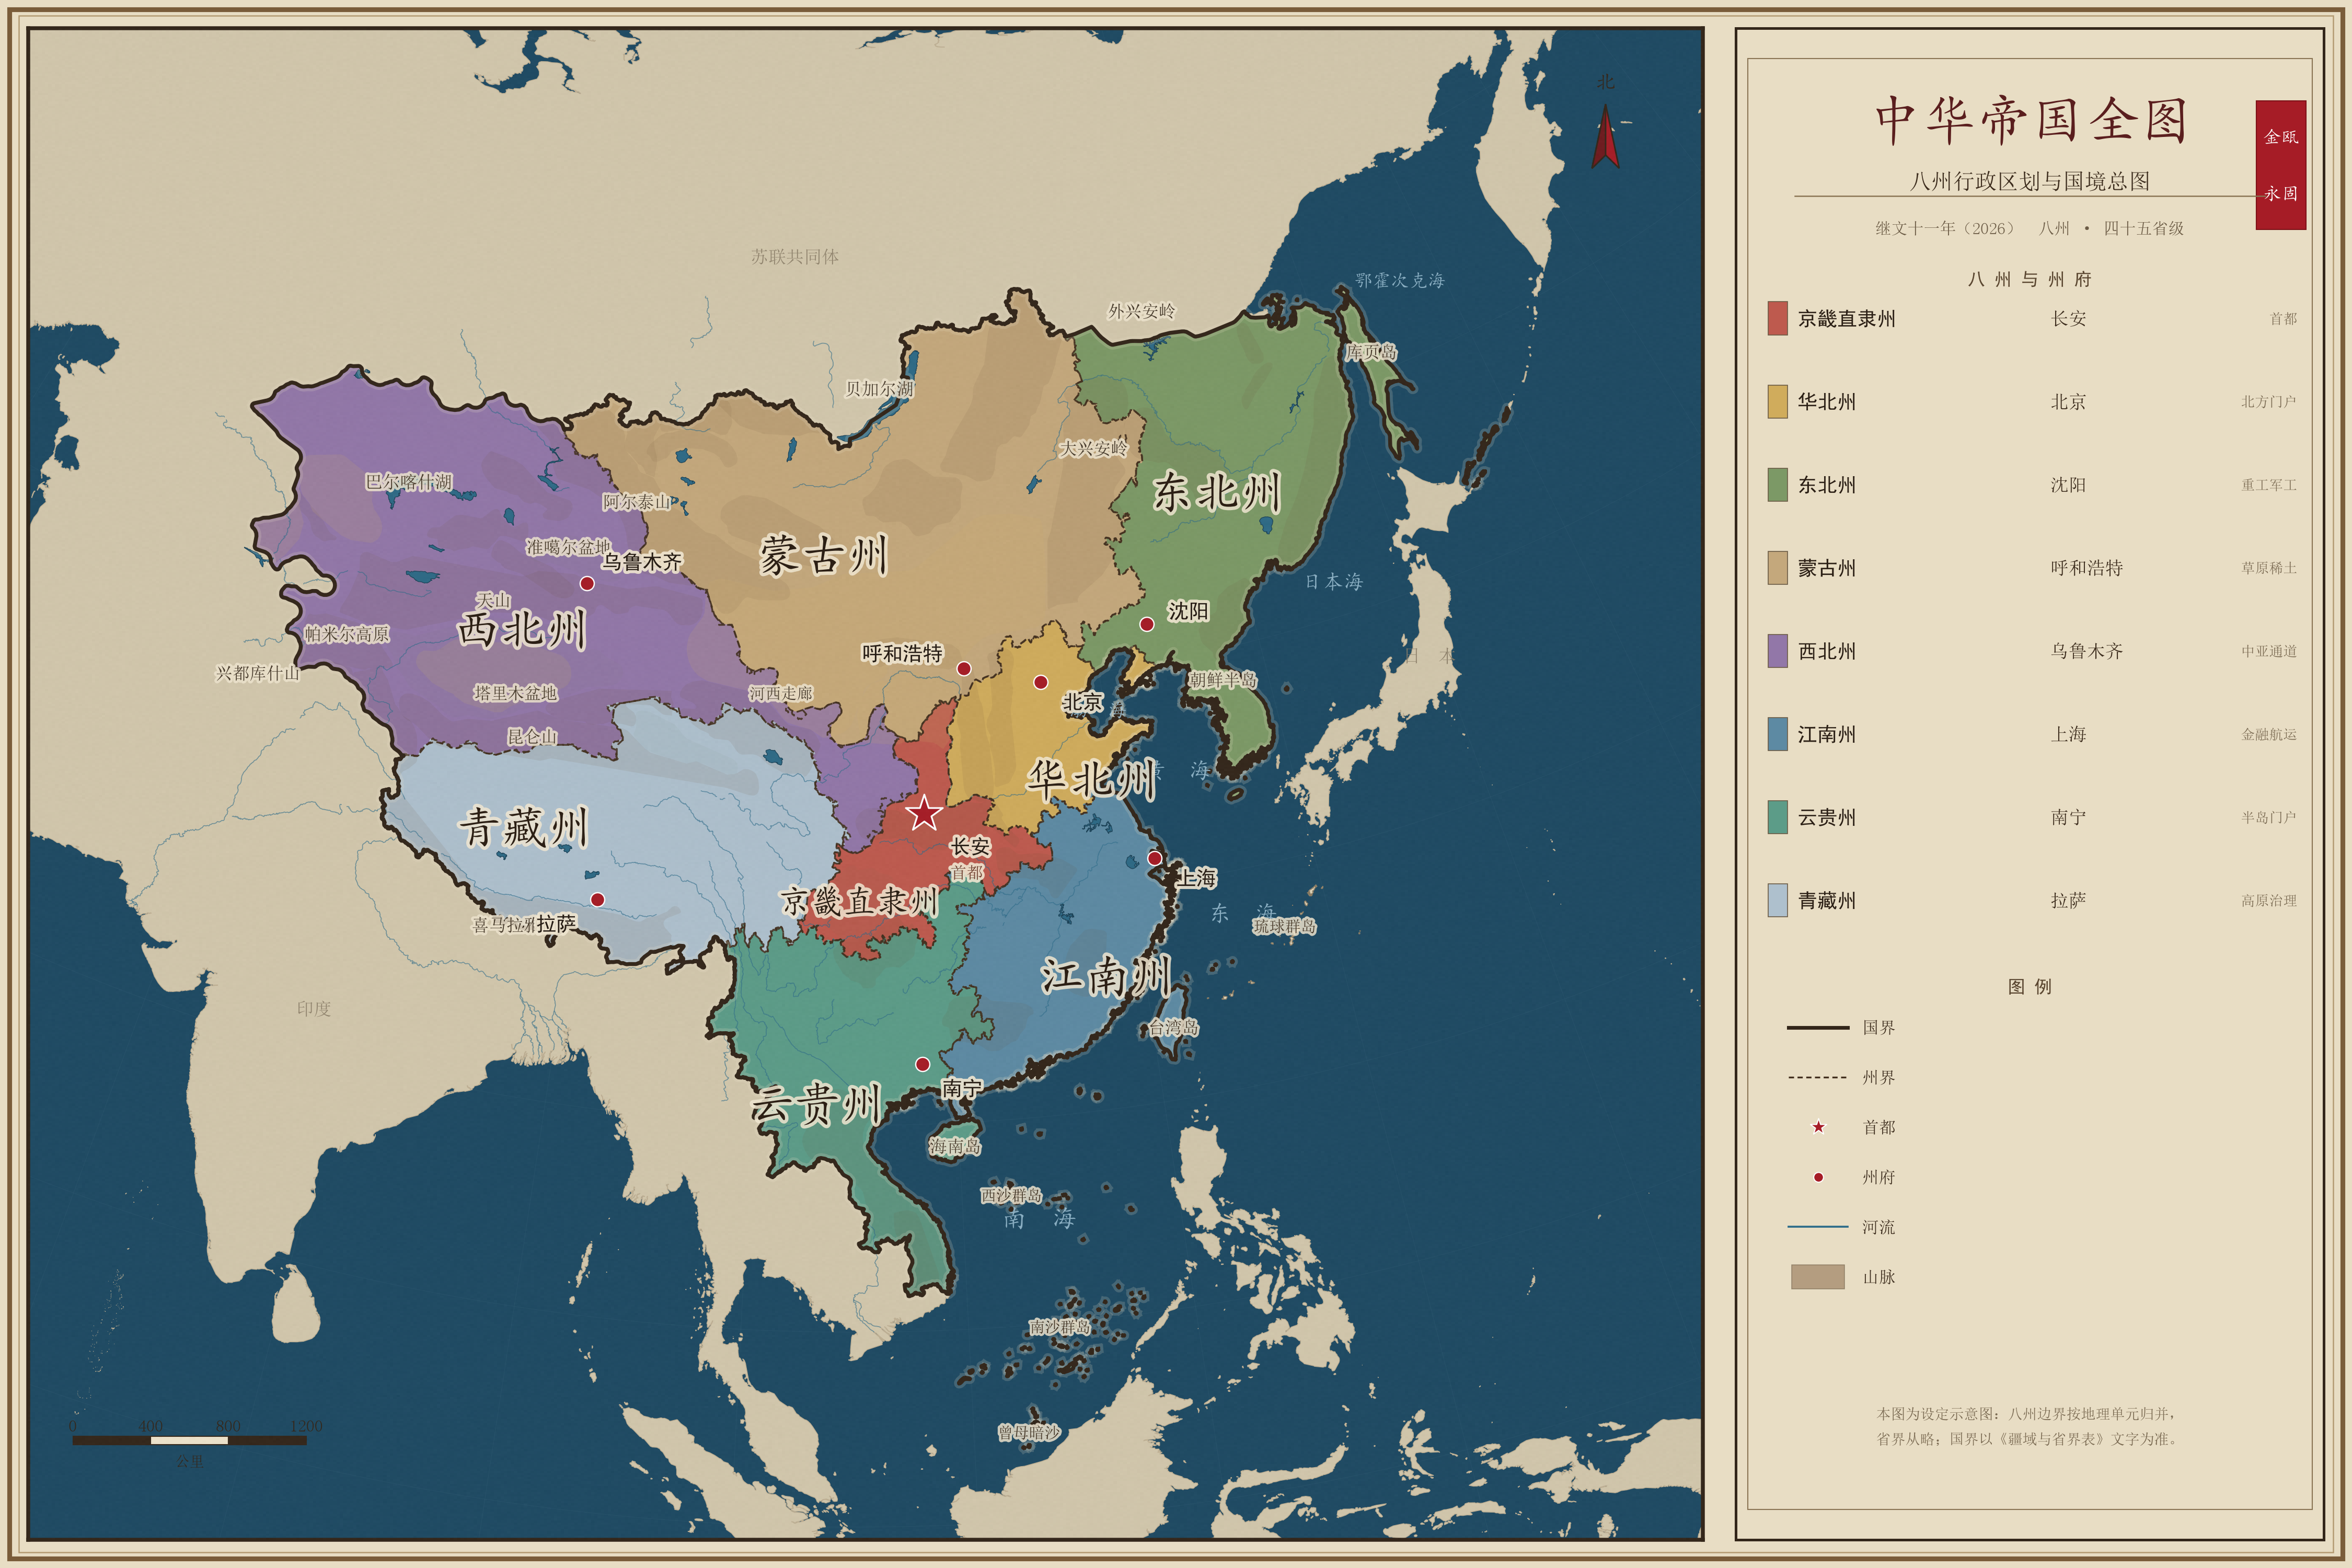 中华帝国全图
金瓯
永固
八州行政区划与国境总图
继文十一年（2026） 八州 • 四十五省级
八州与州府
京畿直隶州 长安 首都
华北州 北京 北方门户
东北州 沈阳 重工军工
蒙古州 呼和浩特 草原稀土
西北州 乌鲁木齐 中亚通道
江南州 上海 金融航运
云贵州 南宁 半岛门户
青藏州 拉萨 高原治理
图例
国界
州界
首都
州府
河流
山脉
本图为设定示意图：八州边界按地理单元归并，
省界从略；国界以《疆域与省界表》文字为准。
北
苏联共同体
鄂霍次克海
外兴安岭
库页岛
贝加尔湖
大兴安岭
巴尔喀什湖
阿尔泰山
东北州
准噶尔盆地
乌鲁木齐
蒙古州
日本海
天山
西北州
沈阳
帕米尔高原
呼和浩特
日 本
兴都库什山
塔里木盆地
河西走廊
朝鲜半岛
北京
海
昆仑山
华北州
黄 海
青藏州
长安
首都
上海
京畿直隶州
东 海
喜马拉雅
拉萨
琉球群岛
江南州
印度
台湾岛
南宁
云贵州
海南岛
西沙群岛
南 海
南沙群岛
曾母暗沙
0 400 800 1200
公里